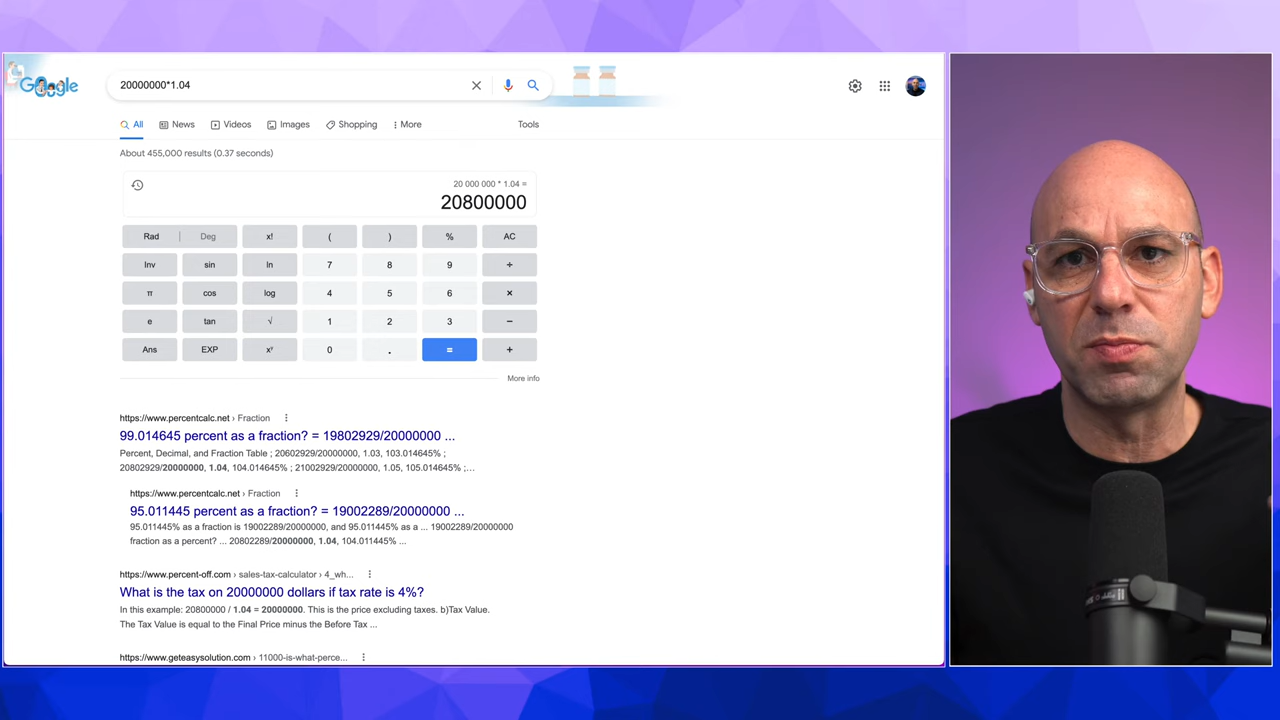 Google
20000000*1.04
All News Videos Images Shopping More Tools
About 455,000 results (0.37 seconds)
20 000 000 * 1.04 =
20800000
Rad Deg x! ( ) % AC
Inv sin ln 7 8 9 ÷
π cos log 4 5 6 ×
e tan √ 1 2 3 −
Ans EXP xʸ 0 . = +
More info
https://www.percentcalc.net › Fraction
99.014645 percent as a fraction? = 19802929/20000000 ...
Percent, Decimal, and Fraction Table ; 20602929/20000000, 1.03, 103.014645% ;
20802929/20000000, 1.04, 104.014645% ; 21002929/20000000, 1.05, 105.014645% ;...
https://www.percentcalc.net › Fraction
95.011445 percent as a fraction? = 19002289/20000000 ...
95.011445% as a fraction is 19002289/20000000, and 95.011445% as a ... 19002289/20000000
fraction as a percent? ... 20802289/20000000, 1.04, 104.011445% ...
https://www.percent-off.com › sales-tax-calculator › 4_wh...
What is the tax on 20000000 dollars if tax rate is 4%?
In this example: 20800000 / 1.04 = 20000000. This is the price excluding taxes. b)Tax Value.
The Tax Value is equal to the Final Price minus the Before Tax ...
https://www.geteasysolution.com › 11000-is-what-perce...